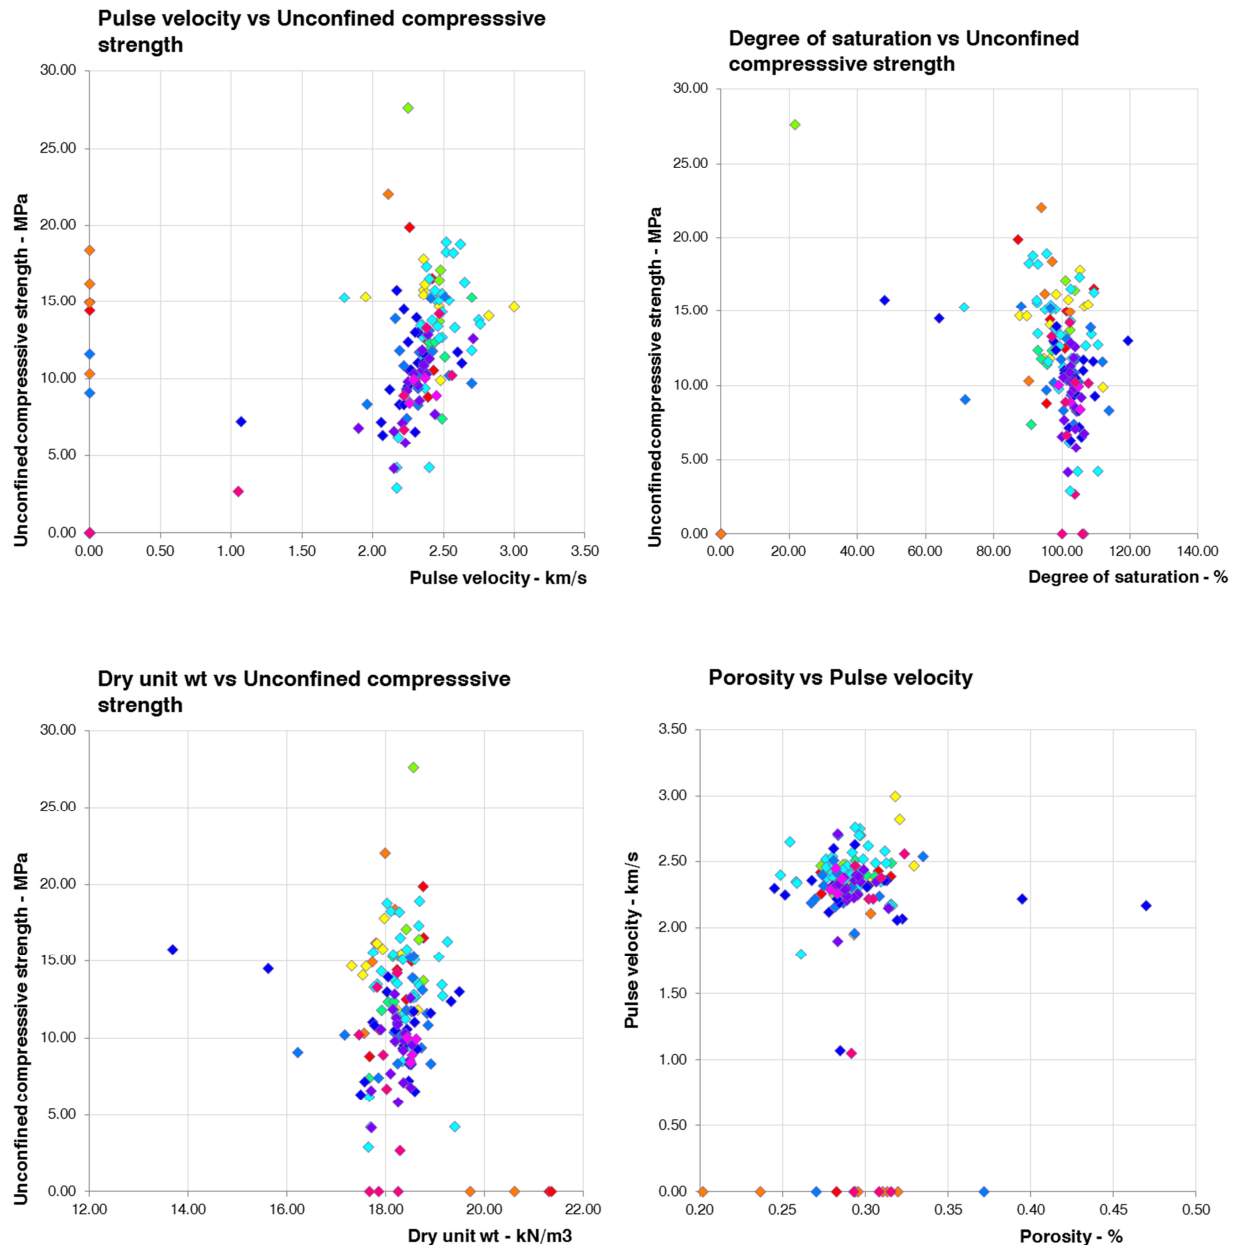 Pulse velocity vs Unconfined compresssive
strength
30.00
25.00
20.00
15.00
10.00
5.00
0.00
0.00 0.50 1.00 1.50 2.00 2.50 3.00 3.50
Unconfined compressive strength - MPa
Pulse velocity - km/s
Degree of saturation vs Unconfined
compresssive strength
30.00
25.00
20.00
15.00
10.00
5.00
0.00
0.00 20.00 40.00 60.00 80.00 100.00 120.00 140.00
Unconfined compressive strength - MPa
Degree of saturation - %
Dry unit wt vs Unconfined compresssive
strength
30.00
25.00
20.00
15.00
10.00
5.00
0.00
12.00 14.00 16.00 18.00 20.00 22.00
Unconfined compressive strength - MPa
Dry unit wt - kN/m3
Porosity vs Pulse velocity
3.50
3.00
2.50
2.00
1.50
1.00
0.50
0.00
0.20 0.25 0.30 0.35 0.40 0.45 0.50
Pulse velocity - km/s
Porosity - %